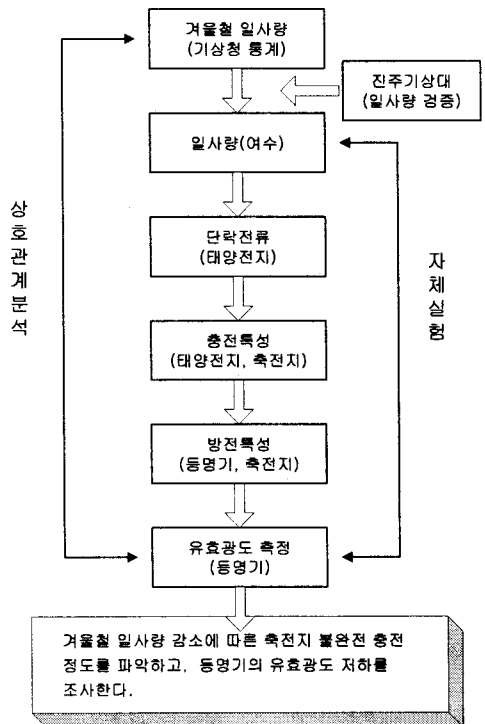 겨울철 일사량
(기상청 통계)
진주기상대
(일사량 검증)
일사량(여수)
단락전류
(태양전지)
충전특성
(태양전지, 축전지)
방전특성
(등명기, 축전지)
유효광도 측정
(등명기)
상호관계분석
자체실험
겨울철 일사량 감소에 따른 축전지 불완전 충전
정도를 파악하고, 등명기의 유효광도 저하를
조사한다.